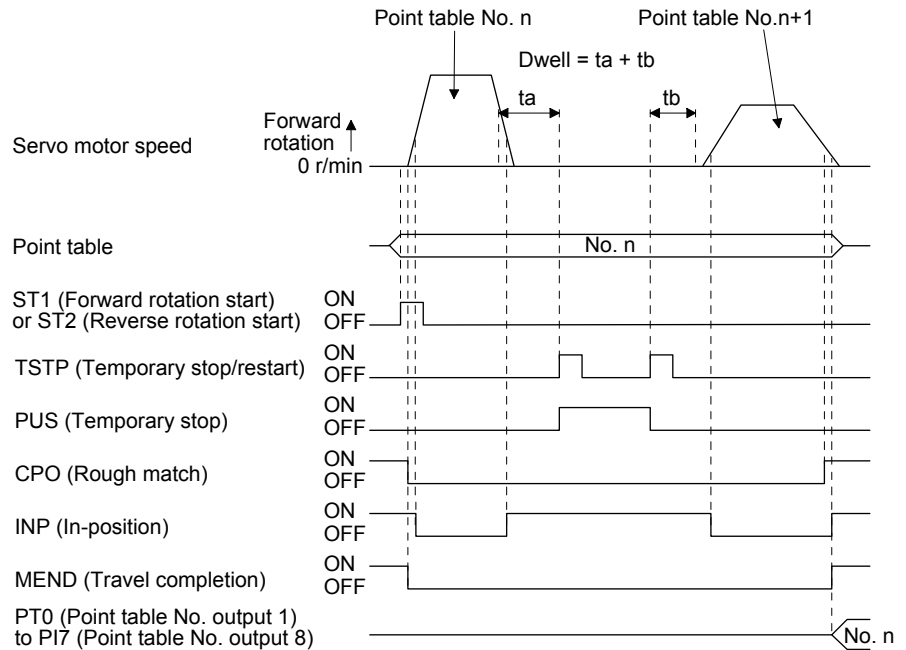 Point table No. n
Point table No.n+1
Dwell = ta + tb
ta
tb
Forward
rotation
0 r/min
Servo motor speed
Point table
No. n
ST1 (Forward rotation start)
or ST2 (Reverse rotation start)
ON
OFF
TSTP (Temporary stop/restart)
ON
OFF
PUS (Temporary stop)
ON
OFF
CPO (Rough match)
ON
OFF
INP (In-position)
ON
OFF
MEND (Travel completion)
ON
OFF
PT0 (Point table No. output 1)
to PI7 (Point table No. output 8)
No. n